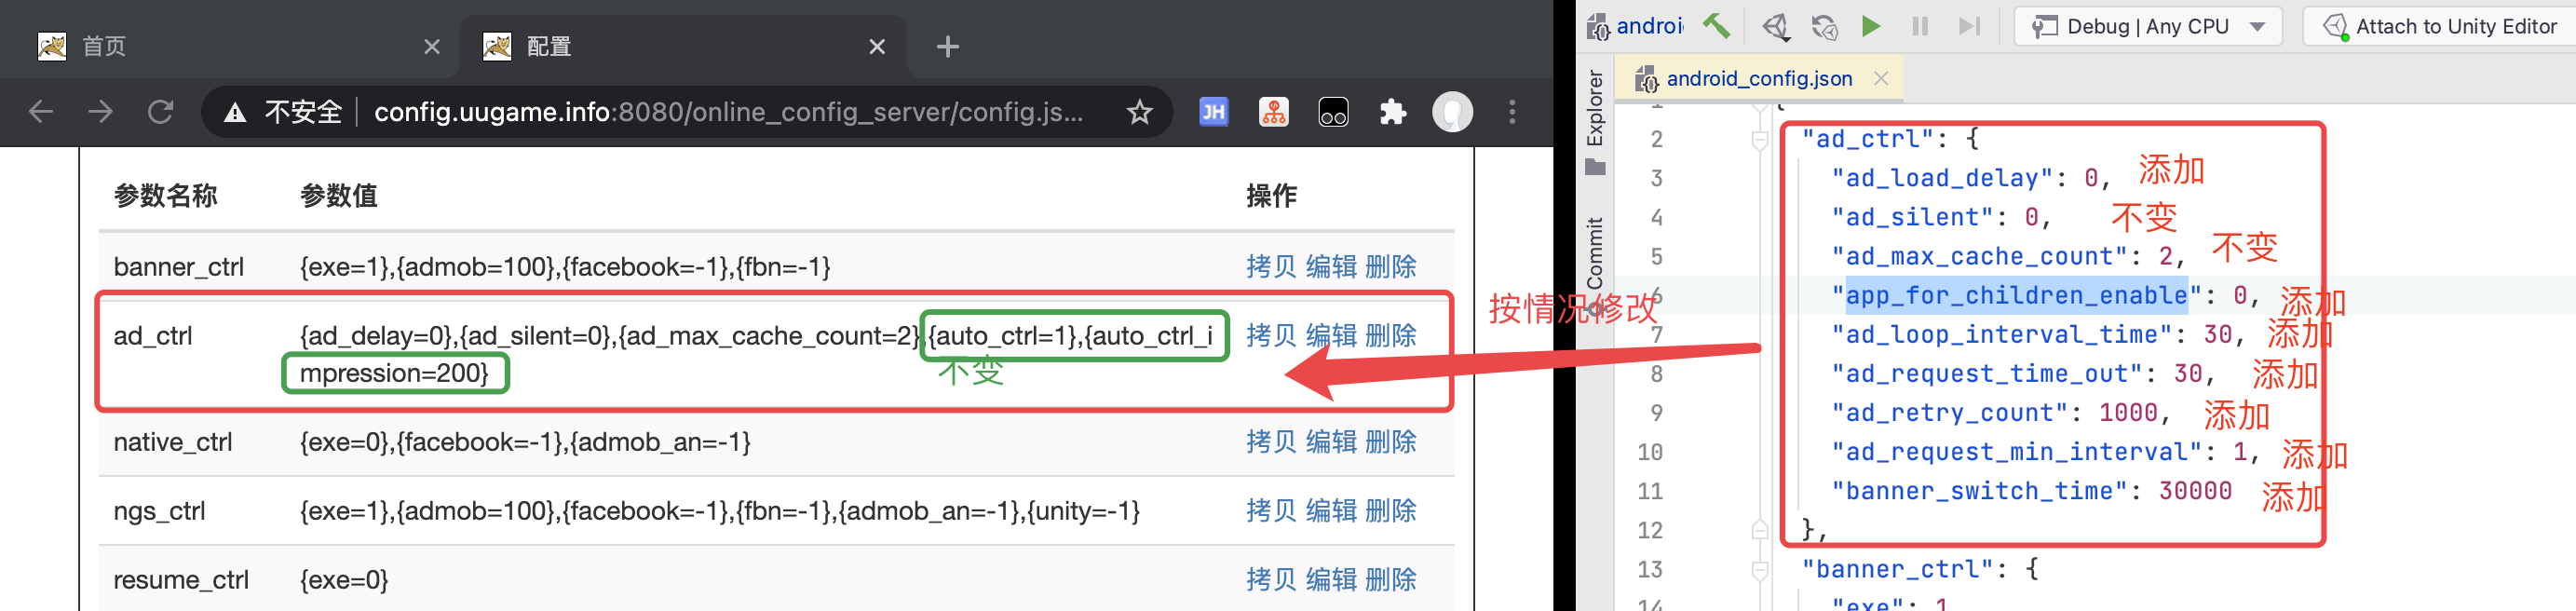 首页
配置
不安全
config.uugame.info:8080/online_config_server/config.js...
JH
参数名称 参数值 操作
banner_ctrl {exe=1},{admob=100},{facebook=-1},{fbn=-1} 拷贝 编辑 删除
ad_ctrl {ad_delay=0},{ad_silent=0},{ad_max_cache_count=2},{auto_ctrl=1},{auto_ctrl_i 拷贝 编辑 删除
mpression=200}
不变
native_ctrl {exe=0},{facebook=-1},{admob_an=-1} 拷贝 编辑 删除
ngs_ctrl {exe=1},{admob=100},{facebook=-1},{fbn=-1},{admob_an=-1},{unity=-1} 拷贝 编辑 删除
resume_ctrl {exe=0} 拷贝 编辑 删除
按情况修改
Debug | Any CPU
Attach to Unity Editor
android_config.json
Explorer
Commit
1 {
2 "ad_ctrl": {
3 "ad_load_delay": 0, 添加
4 "ad_silent": 0, 不变
5 "ad_max_cache_count": 2, 不变
6 "app_for_children_enable": 0, 添加
7 "ad_loop_interval_time": 30, 添加
8 "ad_request_time_out": 30, 添加
9 "ad_retry_count": 1000, 添加
10 "ad_request_min_interval": 1, 添加
11 "banner_switch_time": 30000 添加
12 },
13 "banner_ctrl": {
14 "exe": 1